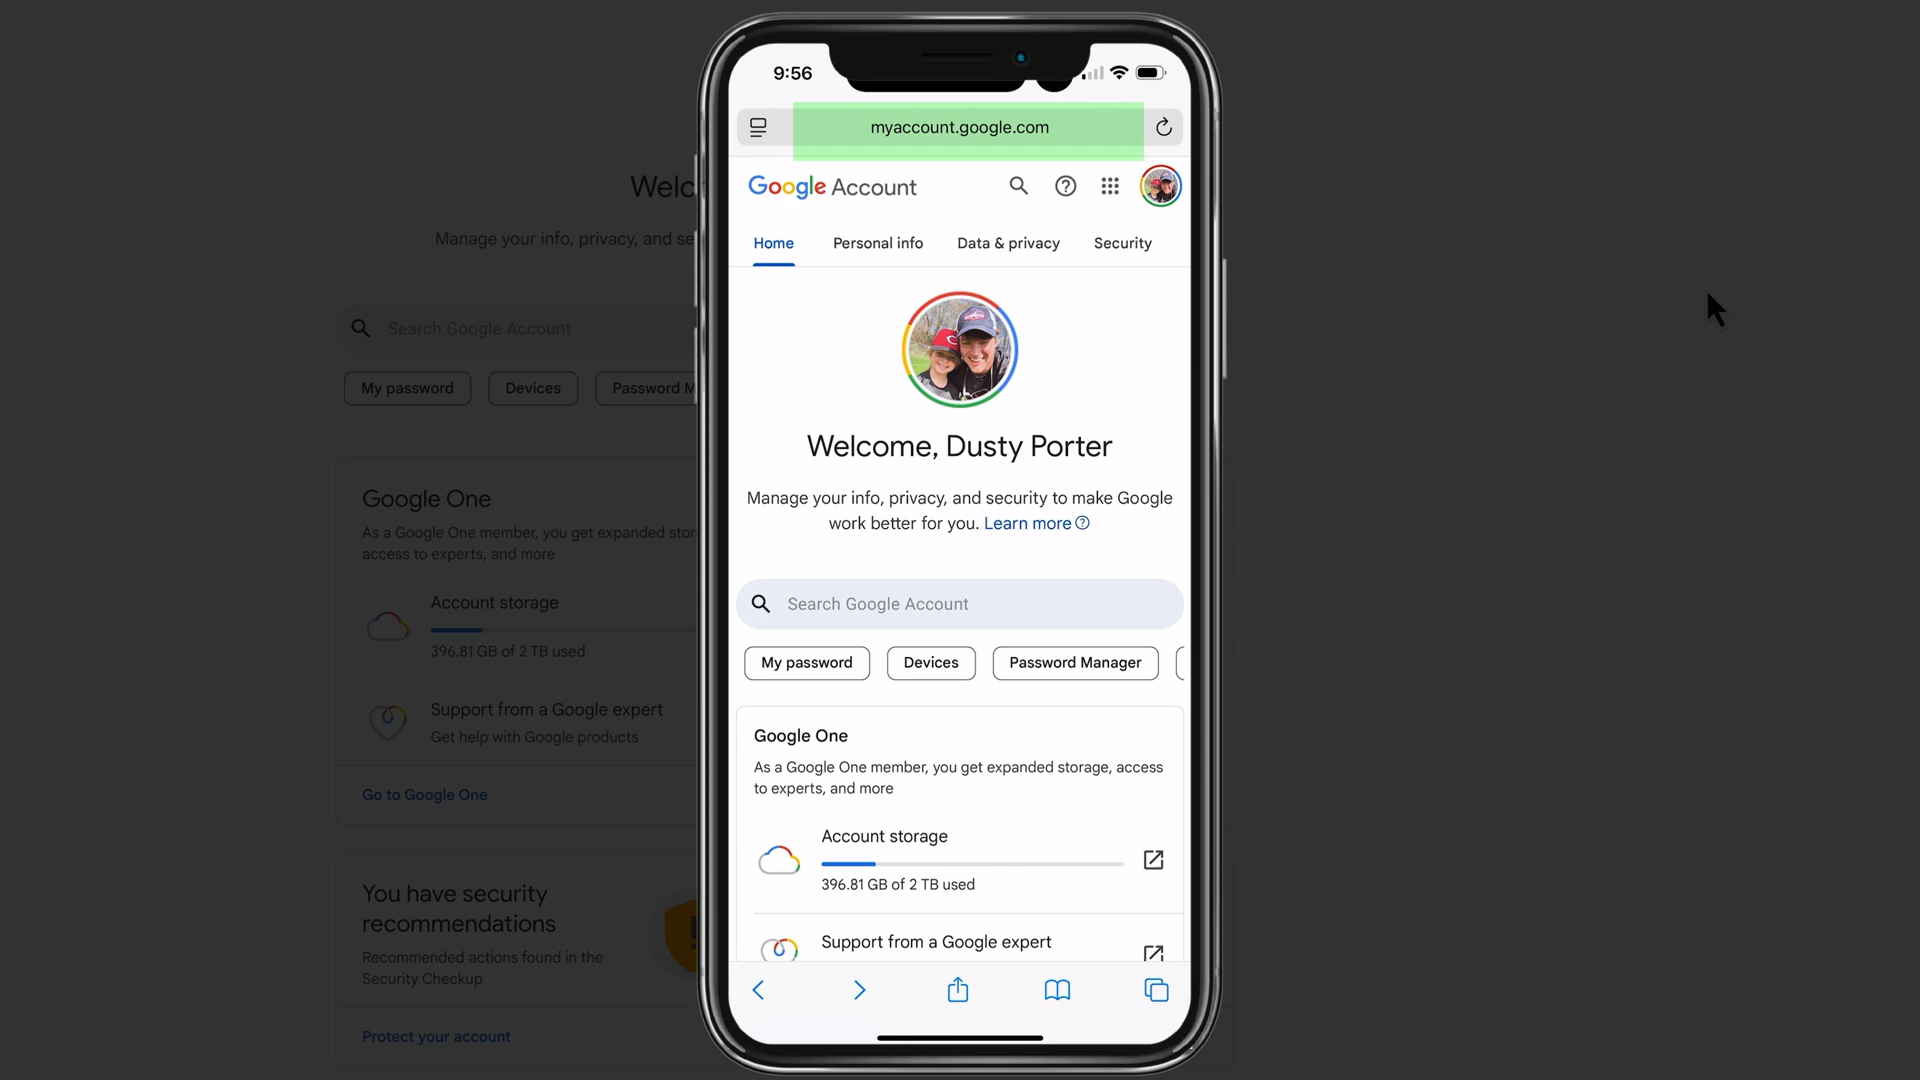 9:56
myaccount.google.com
Google Account
Home Personal info Data & privacy Security
Welcome, Dusty Porter
Manage your info, privacy, and security to make Google
work better for you. Learn more
Search Google Account
My password Devices Password Manager
Google One
As a Google One member, you get expanded storage, access
to experts, and more
Account storage
396.81 GB of 2 TB used
Support from a Google expert
Manage your info, privacy, and
Search Google Account
My password Devices Password
Google One
As a Google One member, you get expanded
access to experts, and more
Account storage
396.81 GB of 2 TB used
Support from a Google expert
Get help with Google products
Go to Google One
You have security
recommendations
Recommended actions found in the
Security Checkup
Protect your account